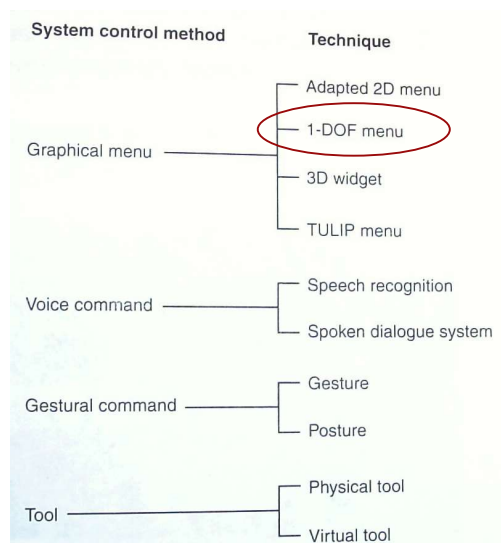 System control method
Technique
Graphical menu
Adapted 2D menu
1-DOF menu
3D widget
TULIP menu
Voice command
Speech recognition
Spoken dialogue system
Gestural command
Gesture
Posture
Tool
Physical tool
Virtual tool